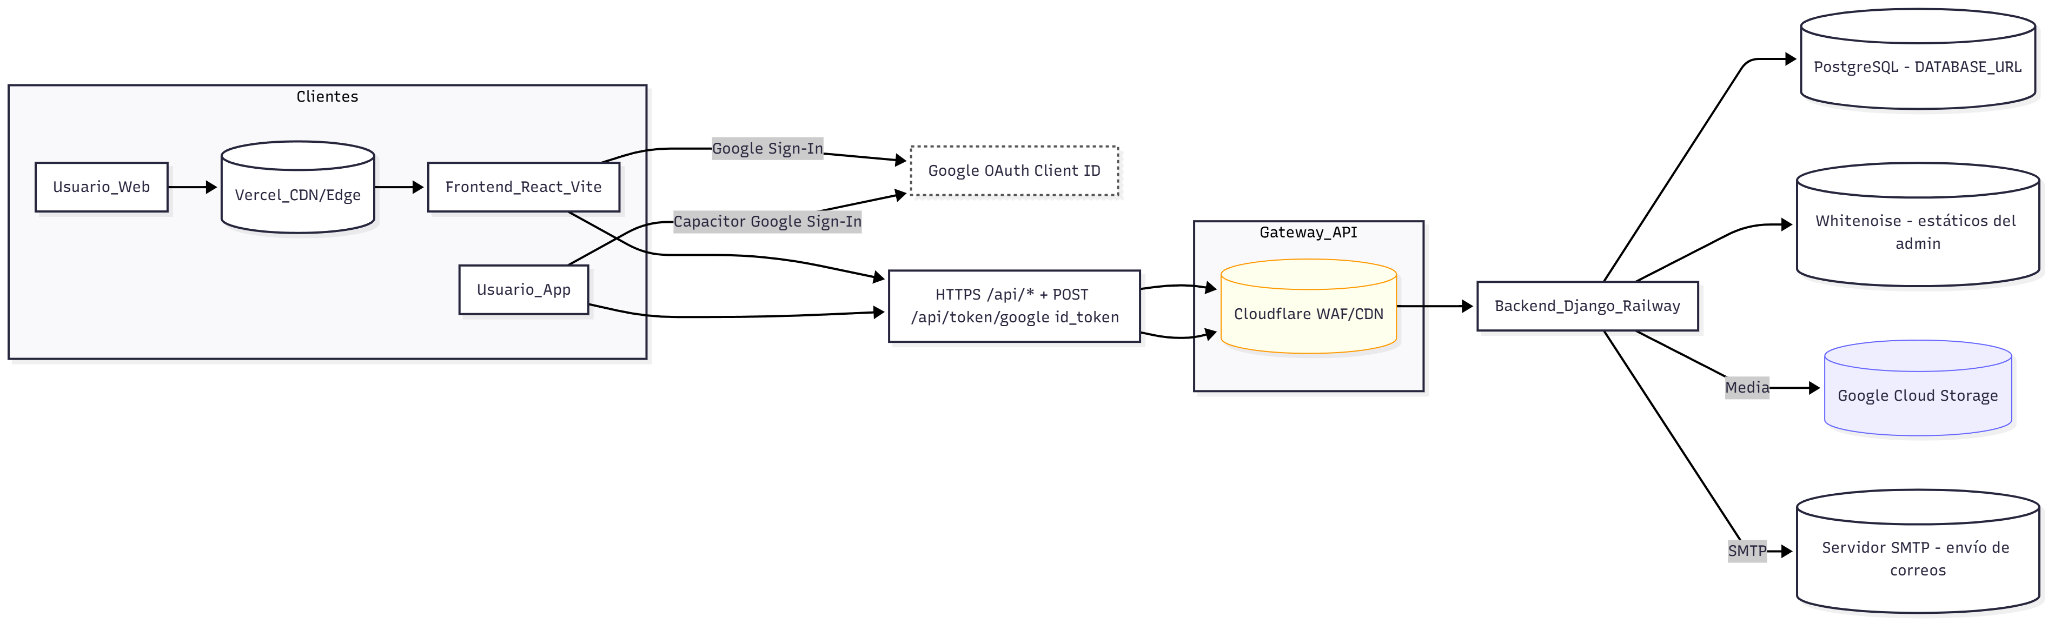 Clientes
Usuario_Web
Vercel_CDN/Edge
Frontend_React_Vite
Usuario_App
Google Sign-In
Capacitor Google Sign-In
Google OAuth Client ID
HTTPS /api/* + POST
/api/token/google id_token
Gateway_API
Cloudflare WAF/CDN
Backend_Django_Railway
PostgreSQL - DATABASE_URL
Whitenoise - estáticos del
admin
Media
Google Cloud Storage
SMTP
Servidor SMTP - envío de
correos